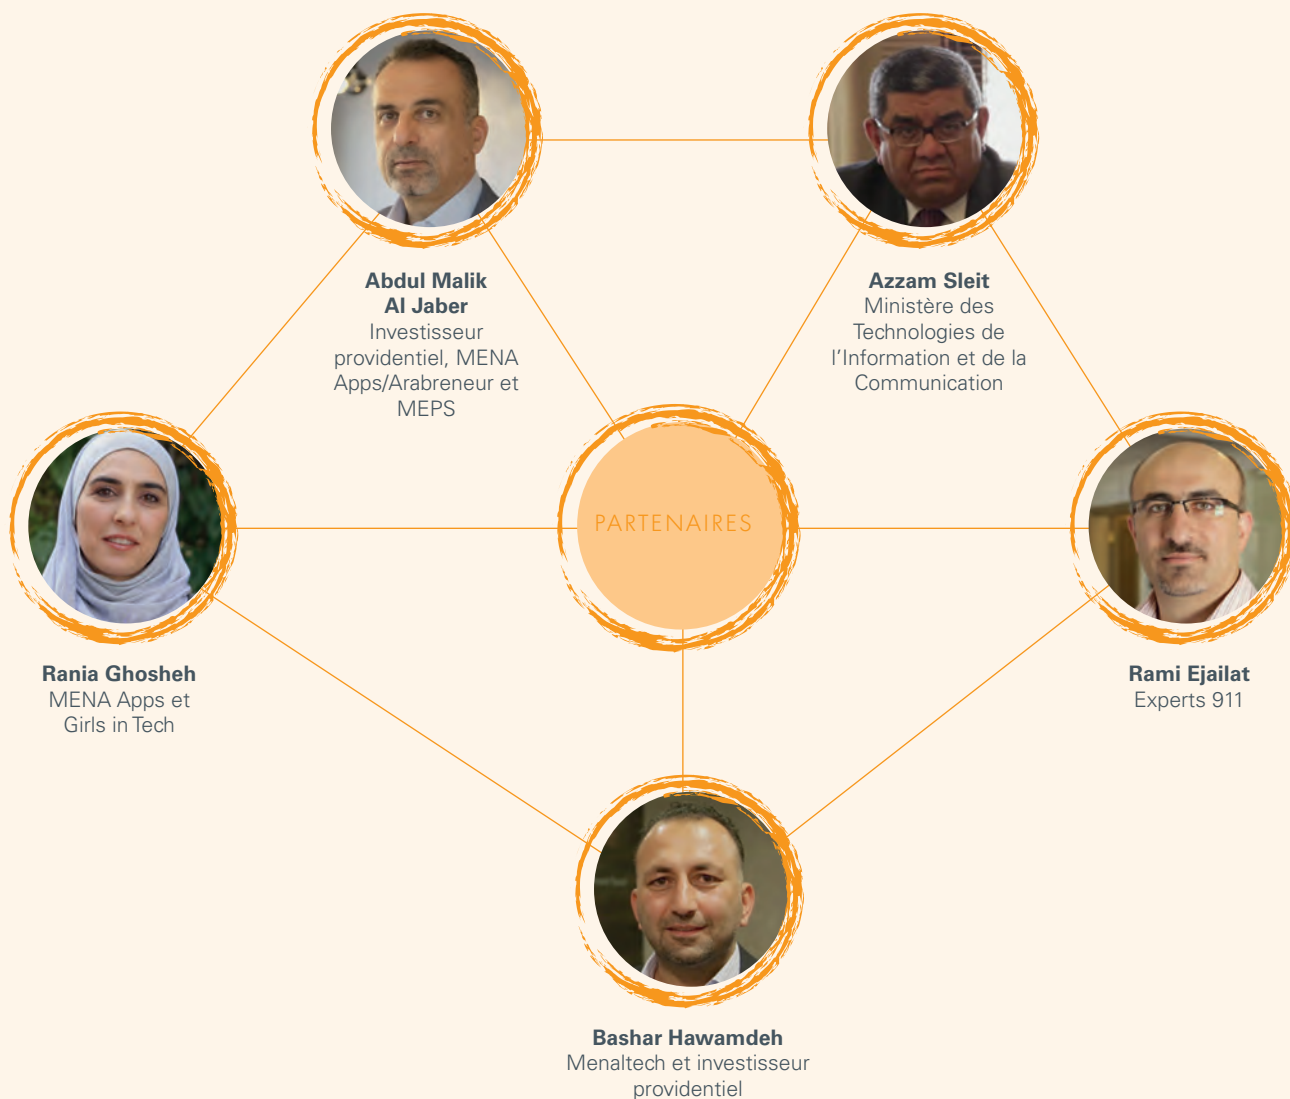 Abdul Malik
Al Jaber
Investisseur
providentiel, MENA
Apps/Arabreneur et
MEPS
Azzam Sleit
Ministère des
Technologies de
l’Information et de la
Communication
PARTENAIRES
Rania Ghosheh
MENA Apps et
Girls in Tech
Rami Ejailat
Experts 911
Bashar Hawamdeh
Menaltech et investisseur
providentiel